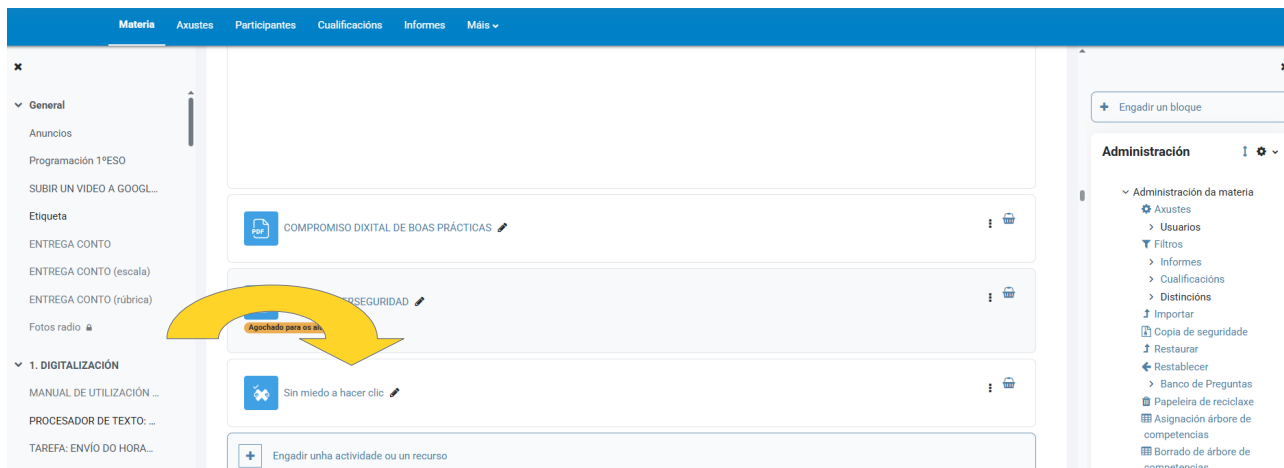 Materia Axustes Participantes Cualificacións Informes Máis
General
Anuncios
Programación 1ºESO
SUBIR UN VIDEO A GOOGL...
Etiqueta
ENTREGA CONTO
ENTREGA CONTO (escala)
ENTREGA CONTO (rúbrica)
Fotos radio
1. DIGITALIZACIÓN
MANUAL DE UTILIZACIÓN ...
PROCESADOR DE TEXTO: ...
TAREFA: ENVÍO DO HORA...
PDF
COMPROMISO DIXITAL DE BOAS PRÁCTICAS
Agochado para os
Sin miedo a hacer clic
Engadir unha actividade ou un recurso
Engadir un bloque
Administración
Administración da materia
Axustes
Usuarios
Filtros
Informes
Cualificacións
Distincións
Importar
Copia de seguridade
Restaurar
Restablecer
Banco de Preguntas
Papeleira de reciclaxe
Asignación árbore de
competencias
Borrado de árbore de
competencias